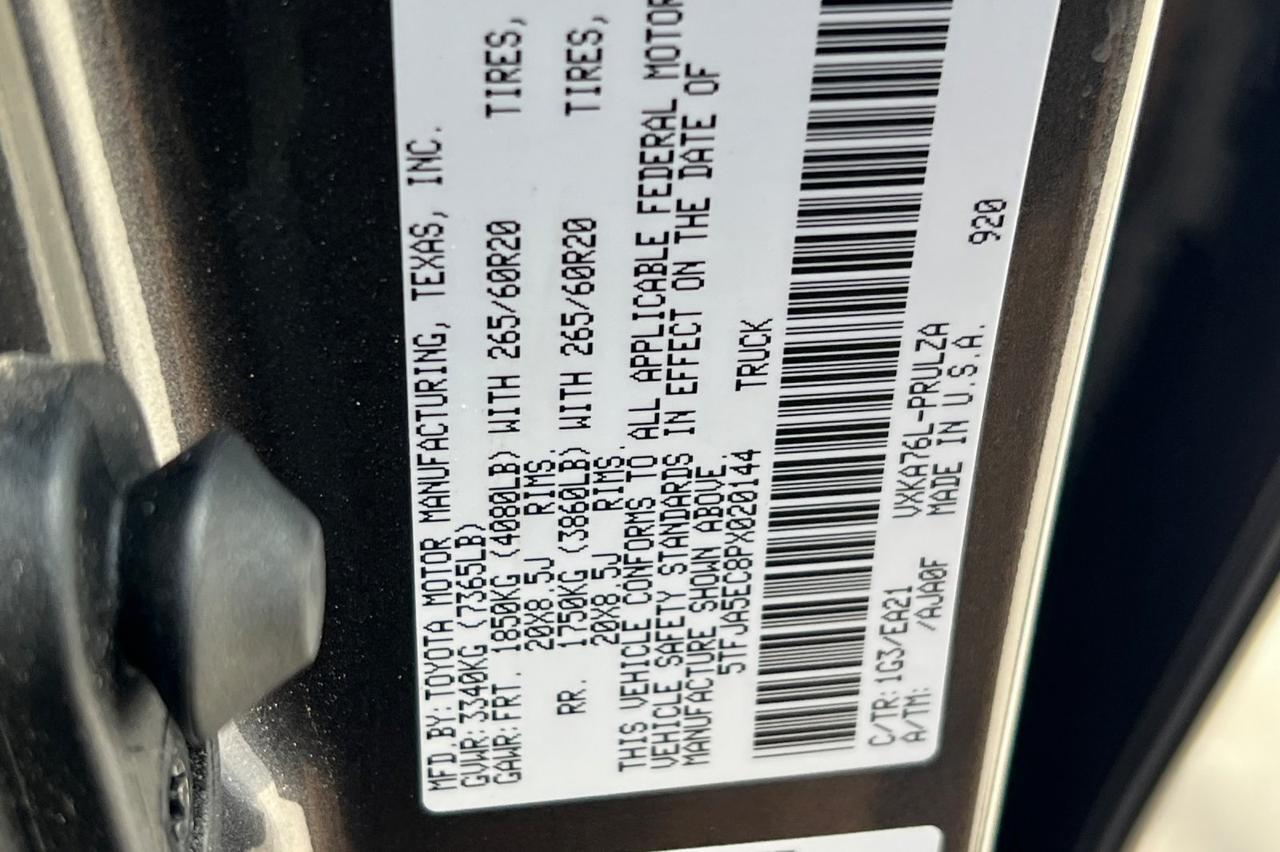 MFD.BY: TOYOTA MOTOR MANUFACTURING, TEXAS, INC.
GVWR: 3340KG (7365LB)
GAWR: FRT. 1850KG (4080LB) WITH 265/60R20 TIRES,
20X8.5J RIMS,
RR. 1750KG (3860LB) WITH 265/60R20 TIRES,
20X8.5J RIMS,
THIS VEHICLE CONFORMS TO ALL APPLICABLE FEDERAL MOTOR
VEHICLE SAFETY STANDARDS IN EFFECT ON THE DATE OF
MANUFACTURE SHOWN ABOVE.
5TFJA5EC8PX020144 TRUCK
C/TR: 1G3/EA21 VXKA76L-PRULZA 920
A/TM: /AJA0F MADE IN U.S.A.